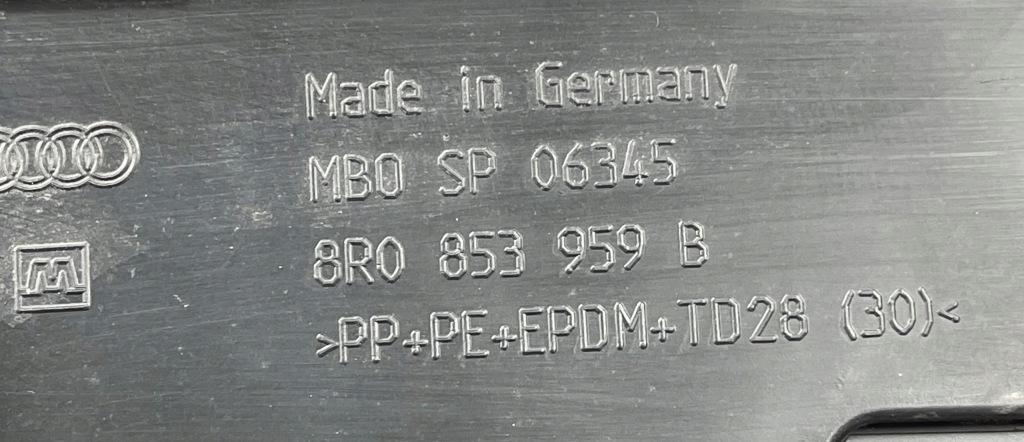 Made in Germany
MBO SP 06345
8R0 853 959 B
>PP+PE+EPDM+TD28 (30)<